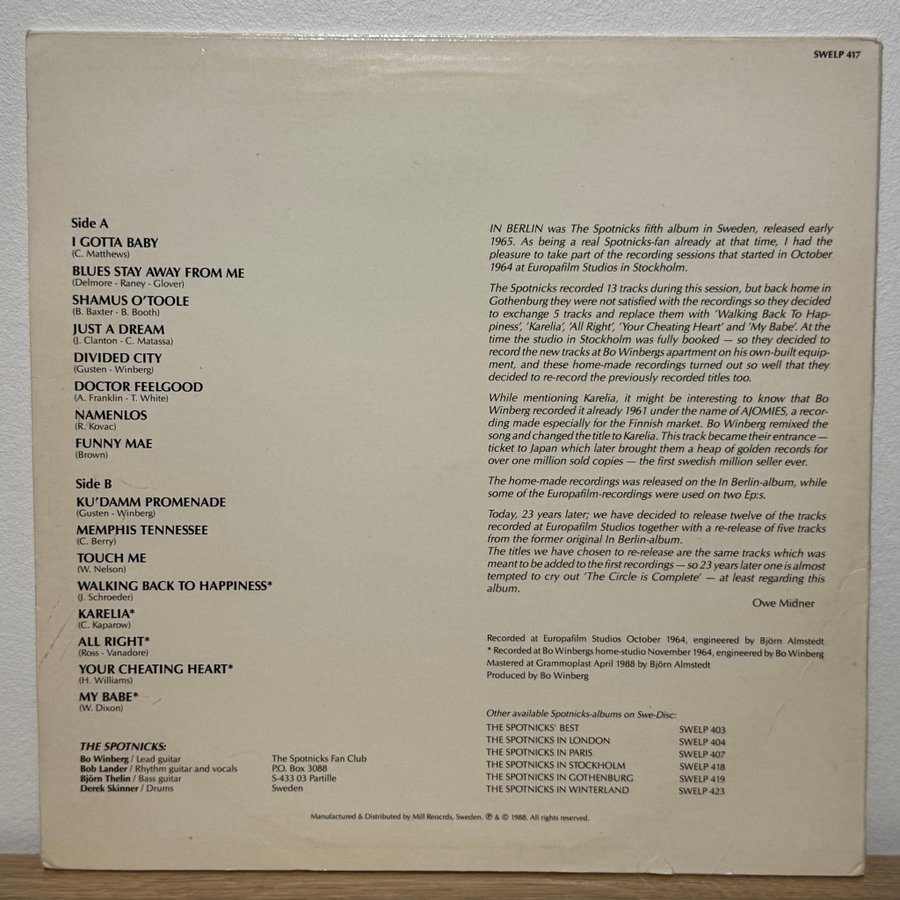 SWELP 417
Side A
I GOTTA BABY
(C. Matthews)
BLUES STAY AWAY FROM ME
(Delmore - Raney - Glover)
SHAMUS O'TOOLE
(B. Baxter - B. Booth)
JUST A DREAM
(J. Clanton - C. Matassa)
DIVIDED CITY
(Gusten - Winberg)
DOCTOR FEELGOOD
(A. Franklin - T. White)
NAMENLOS
(R. Kovac)
FUNNY MAE
(Brown)
Side B
KU'DAMM PROMENADE
(Gusten - Winberg)
MEMPHIS TENNESSEE
(C. Berry)
TOUCH ME
(W. Nelson)
WALKING BACK TO HAPPINESS*
(J. Schroeder)
KARELIA*
(C. Kaparow)
ALL RIGHT*
(Ross - Vanadore)
YOUR CHEATING HEART*
(H. Williams)
MY BABE*
(W. Dixon)
THE SPOTNICKS:
Bo Winberg / Lead guitar
Bob Lander / Rhythm guitar and vocals
Björn Thelin / Bass guitar
Derek Skinner / Drums
The Spotnicks Fan Club
P.O. Box 3088
S-433 03 Partille
Sweden
IN BERLIN was The Spotnicks fifth album in Sweden, released early
1965. As being a real Spotnicks-fan already at that time, I had the
pleasure to take part of the recording sessions that started in October
1964 at Europafilm Studios in Stockholm.
The Spotnicks recorded 13 tracks during this session, but back home in
Gothenburg they were not satisfied with the recordings so they decided
to exchange 5 tracks and replace them with 'Walking Back To Hap-
piness', 'Karelia', 'All Right', 'Your Cheating Heart' and 'My Babe'. At the
time the studio in Stockholm was fully booked — so they decided to
record the new tracks at Bo Winbergs apartment on his own-built equip-
ment, and these home-made recordings turned out so well that they
decided to re-record the previously recorded titles too.
While mentioning Karelia, it might be interesting to know that Bo
Winberg recorded it already 1961 under the name of AJOMIES, a recor-
ding made especially for the Finnish market. Bo Winberg remixed the
song and changed the title to Karelia. This track became their entrance —
ticket to Japan which later brought them a heap of golden records for
over one million sold copies — the first swedish million seller ever.
The home-made recordings was released on the In Berlin-album, while
some of the Europafilm-recordings were used on two Ep:s.
Today, 23 years later; we have decided to release twelve of the tracks
recorded at Europafilm Studios together with a re-release of five tracks
from the former original In Berlin-album.
The titles we have chosen to re-release are the same tracks which was
meant to be added to the first recordings — so 23 years later one is almost
tempted to cry out 'The Circle is Complete' — at least regarding this
album.
Owe Midner
Recorded at Europafilm Studios October 1964, engineered by Björn Almstedt
* Recorded at Bo Winbergs home-studio November 1964, engineered by Bo Winberg
Mastered at Grammoplast April 1988 by Björn Almstedt
Produced by Bo Winberg
Other available Spotnicks-albums on Swe-Disc:
THE SPOTNICKS' BEST SWELP 403
THE SPOTNICKS IN LONDON SWELP 404
THE SPOTNICKS IN PARIS SWELP 407
THE SPOTNICKS IN STOCKHOLM SWELP 418
THE SPOTNICKS IN GOTHENBURG SWELP 419
THE SPOTNICKS IN WINTERLAND SWELP 423
Manufactured & Distributed by Mill Reocrds, Sweden. ℗ & © 1988. All rights reserved.